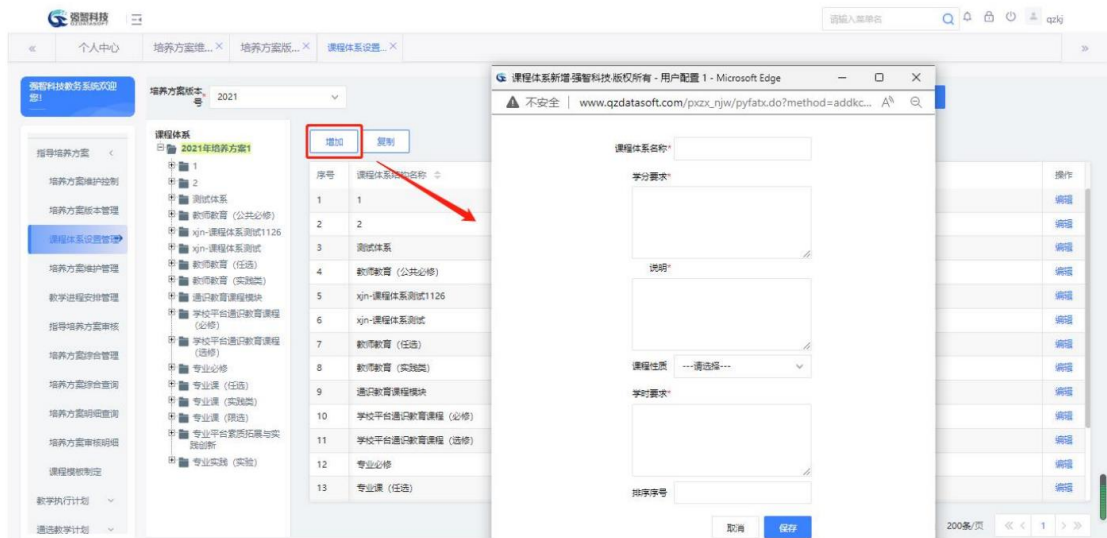 强智科技
请输入菜单名
qzkj
个人中心
培养方案维...
培养方案版...
课程体系设置...
强智科技教务系统欢迎
您!
指导培养方案
培养方案维护控制
培养方案版本管理
课程体系设置管理
培养方案维护管理
教学进程安排管理
指导培养方案审核
培养方案综合管理
培养方案综合查询
培养方案明细查询
培养方案审核明细
课程模板制定
教学执行计划
通选教学计划
培养方案版本
号
2021
课程体系
2021年培养方案1
1
2
测试体系
教师教育(公共必修)
xjn-课程体系测试1126
xjn-课程体系测试
教师教育(任选)
教师教育(实践类)
通识教育课程模块
学校平台通识教育课程
(必修)
学校平台通识教育课程
(选修)
专业必修
专业课(任选)
专业课(实践类)
专业课(限选)
专业平台素质拓展与实
践创新
专业实践(实验)
增加
复制
序号
课程体系结构名称
操作
1 1 编辑
2 2 编辑
3 测试体系 编辑
4 教师教育(公共必修) 编辑
5 xjn-课程体系测试1126 编辑
6 xjn-课程体系测试 编辑
7 教师教育(任选) 编辑
8 教师教育(实践类) 编辑
9 通识教育课程模块 编辑
10 学校平台通识教育课程(必修) 编辑
11 学校平台通识教育课程(选修) 编辑
12 专业必修 编辑
13 专业课(任选) 编辑
200条/页
1
课程体系新增-强智科技.版权所有 - 用户配置 1 - Microsoft Edge
不安全 | www.qzdatasoft.com/pxzx_njw/pyfatx.do?method=addkc...
课程体系名称*
学分要求*
说明*
课程性质 ---请选择---
学时要求*
排序序号
取消
保存